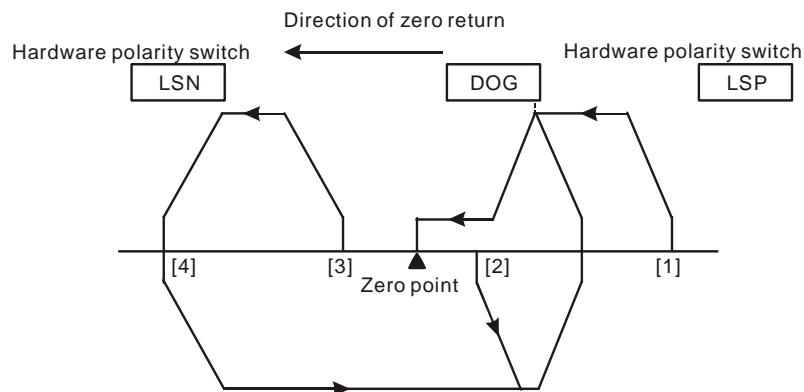 Direction of zero return
Hardware polarity switch
Hardware polarity switch
LSN
DOG
LSP
[4]
[3]
[2]
[1]
Zero point